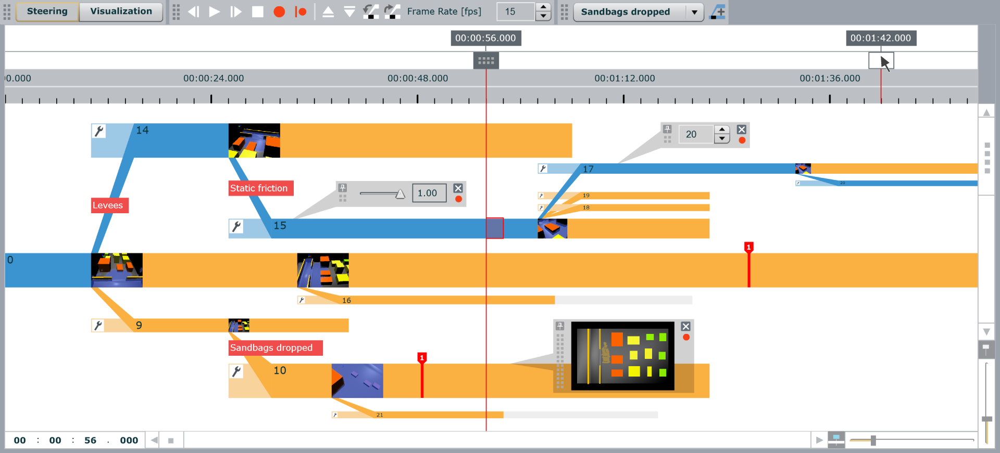 Steering Visualization Frame Rate [fps] 15 Sandbags dropped
00:00:56.000 00:01:42.000
00.000 00:00:24.000 00:00:48.000 00:01:12.000 00:01:36.000
14
20
17
20
Static friction
1.00
19
Levees
18
15
1
0
16
9
Sandbags dropped
1
10
21
00 : 00 : 56 . 000